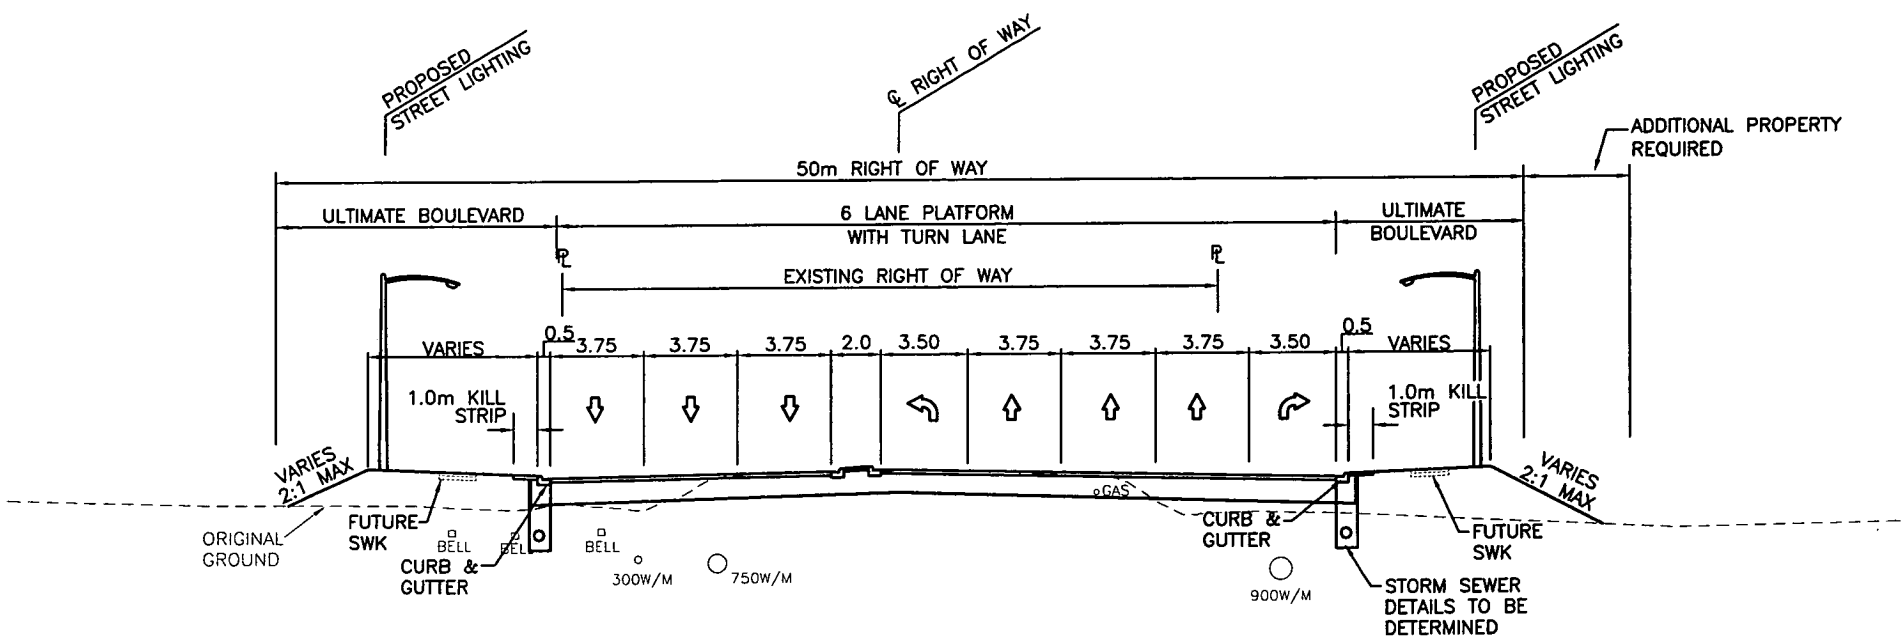 PROPOSED
STREET LIGHTING
℄ RIGHT OF WAY
PROPOSED
STREET LIGHTING
ADDITIONAL PROPERTY
REQUIRED
50m RIGHT OF WAY
ULTIMATE BOULEVARD
6 LANE PLATFORM
WITH TURN LANE
ULTIMATE
BOULEVARD
PL
PL
EXISTING RIGHT OF WAY
VARIES
0.5
3.75
3.75
3.75
2.0
3.50
3.75
3.75
3.75
3.50
0.5
VARIES
1.0m KILL
STRIP
1.0m KILL
STRIP
VARIES
2:1 MAX
VARIES
2:1 MAX
GAS
ORIGINAL
GROUND
FUTURE
SWK
BELL
BELL
BELL
CURB &
GUTTER
300W/M
750W/M
CURB &
GUTTER
900W/M
FUTURE
SWK
STORM SEWER
DETAILS TO BE
DETERMINED